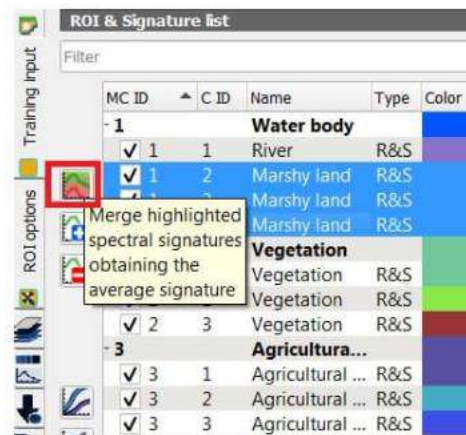 ROI & Signature list
Training input
Filter
MC ID C ID Name Type Color
- 1 Water body
1 1 River R&S
1 2 Marshy land R&S
Marshy land R&S
Marshy land R&S
Merge highlighted
spectral signatures
obtaining the
average signature
ROI options
Vegetation
Vegetation R&S
Vegetation R&S
2 3 Vegetation R&S
- 3 Agricultura...
3 1 Agricultural ... R&S
3 2 Agricultural ... R&S
3 3 Agricultural ... R&S